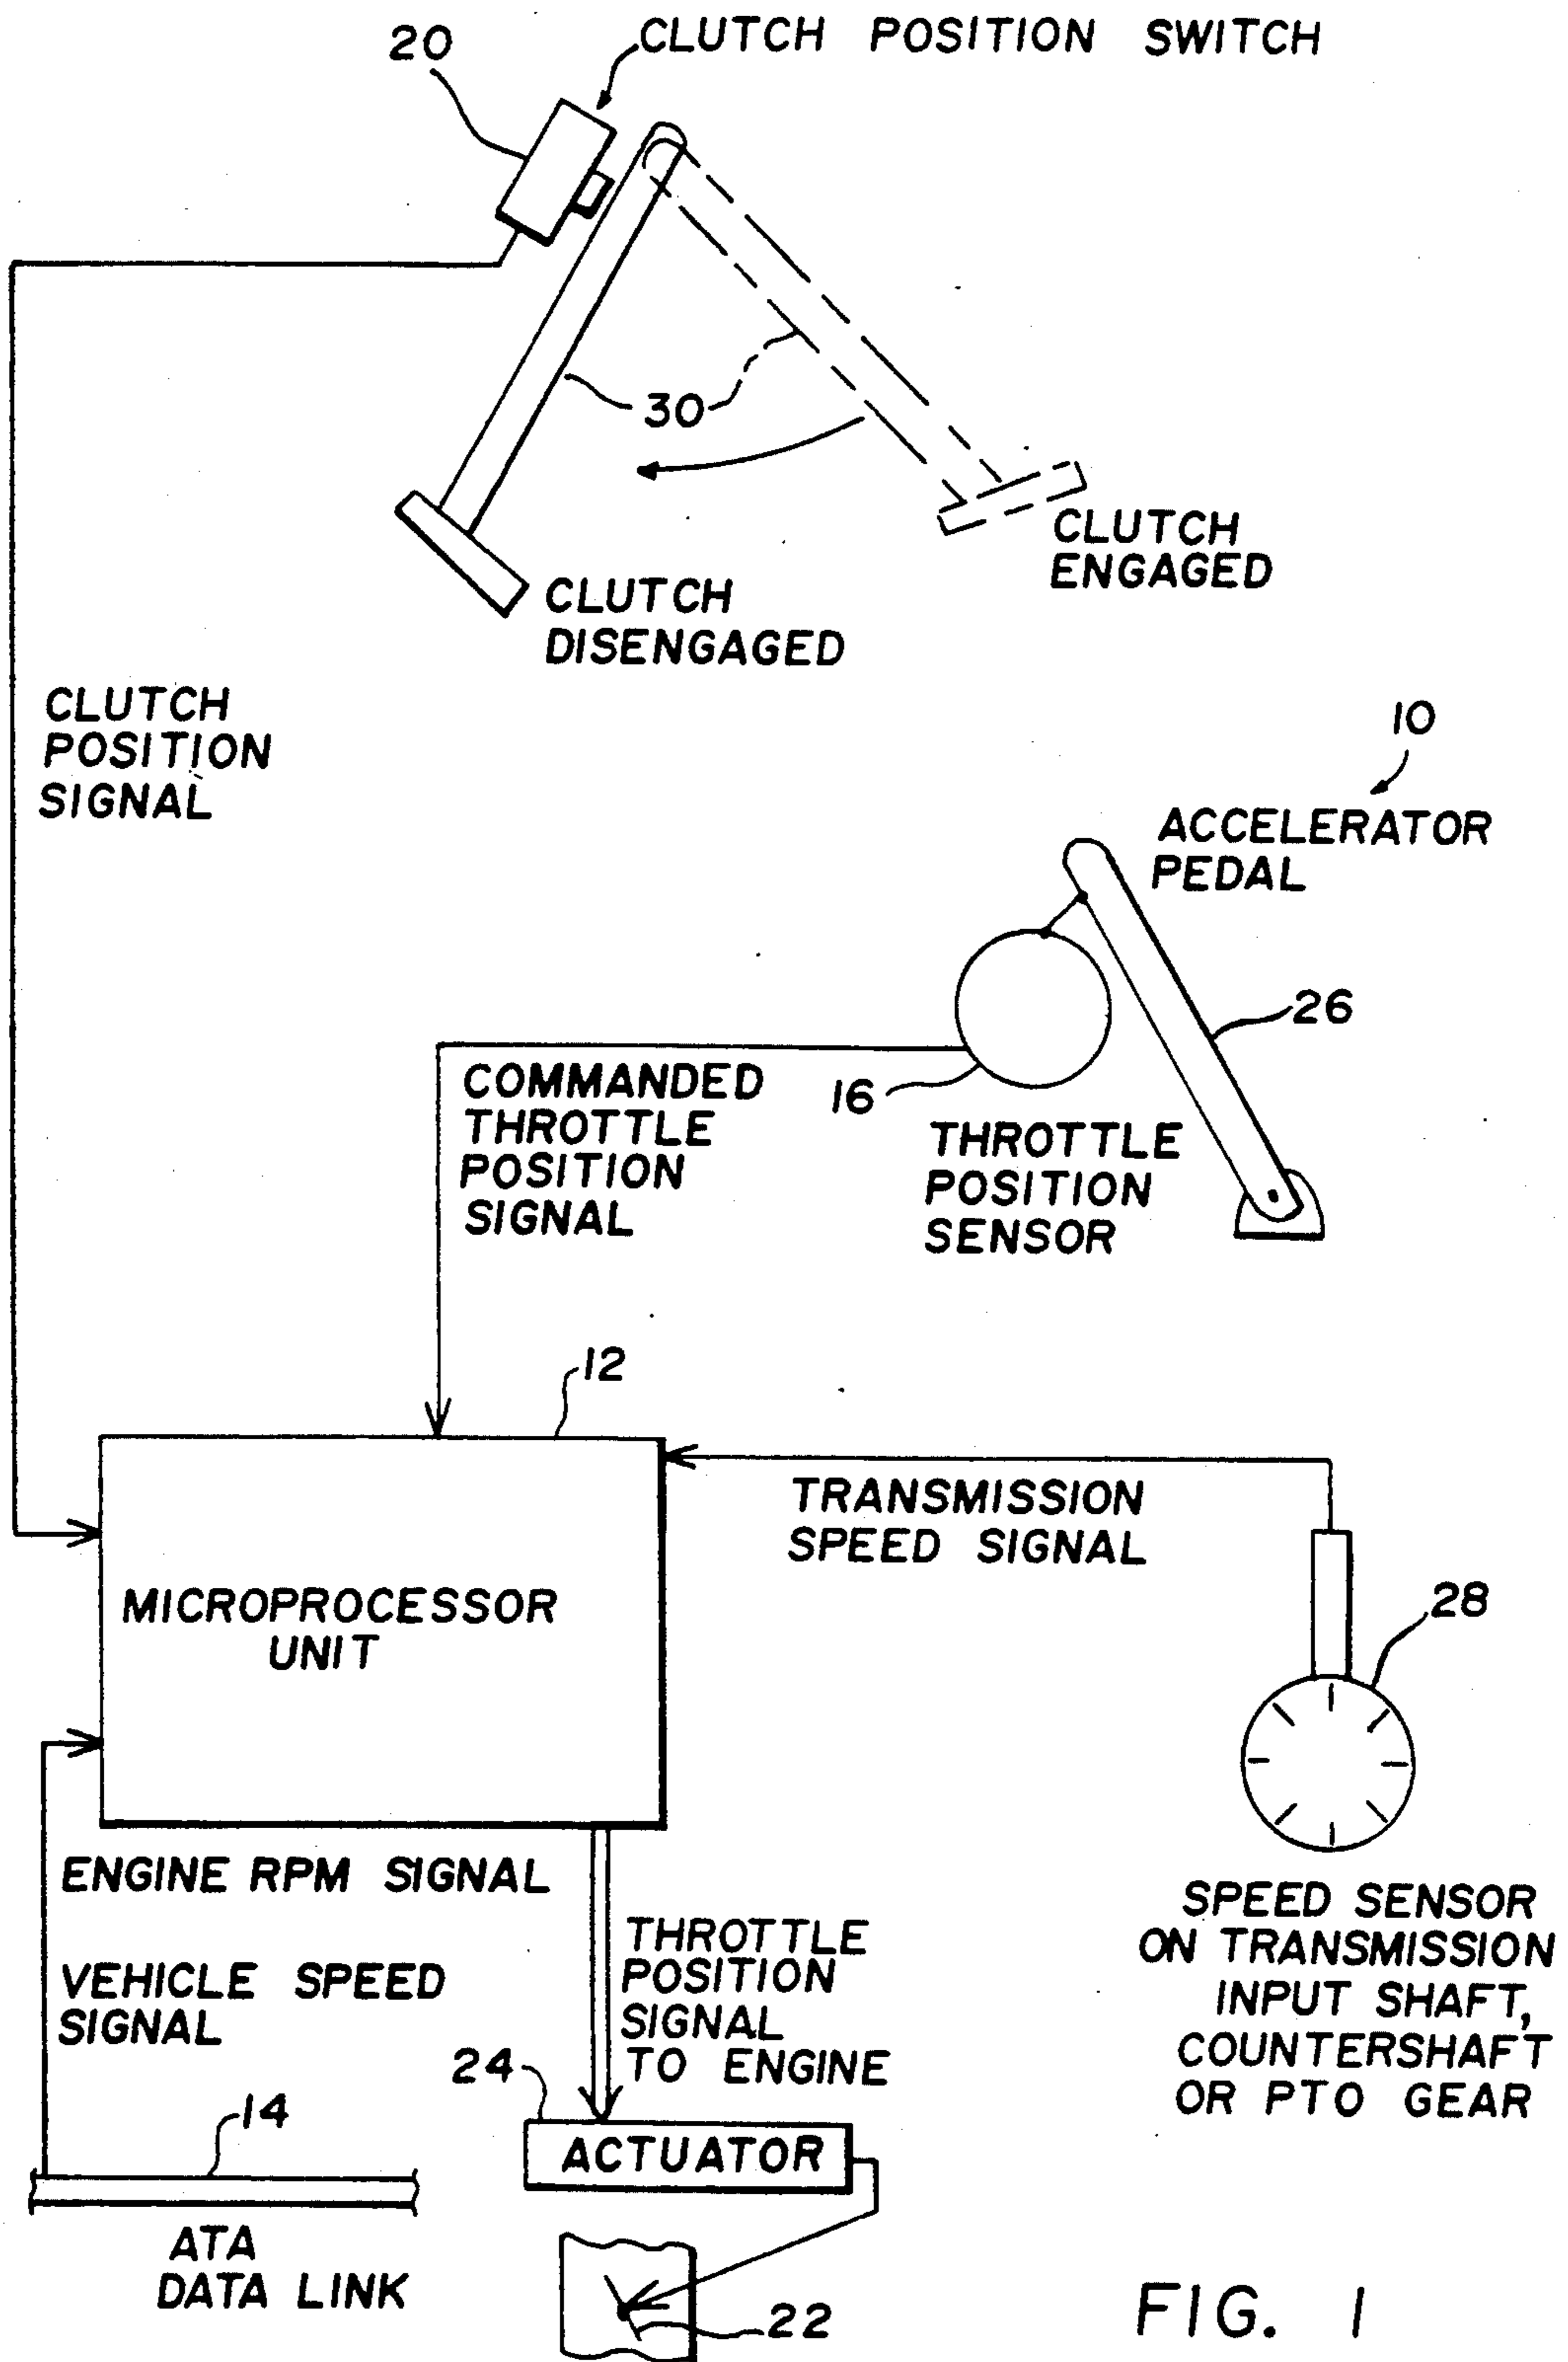 20
CLUTCH POSITION SWITCH
30
CLUTCH
ENGAGED
CLUTCH
DISENGAGED
CLUTCH
POSITION
SIGNAL
10
ACCELERATOR
PEDAL
26
COMMANDED
THROTTLE
POSITION
SIGNAL
16
THROTTLE
POSITION
SENSOR
12
TRANSMISSION
SPEED SIGNAL
MICROPROCESSOR
UNIT
28
ENGINE RPM SIGNAL
VEHICLE SPEED
SIGNAL
THROTTLE
POSITION
SIGNAL
TO ENGINE
SPEED SENSOR
ON TRANSMISSION
INPUT SHAFT,
COUNTERSHAFT
OR PTO GEAR
24
14
ACTUATOR
ATA
DATA LINK
22
FIG. 1